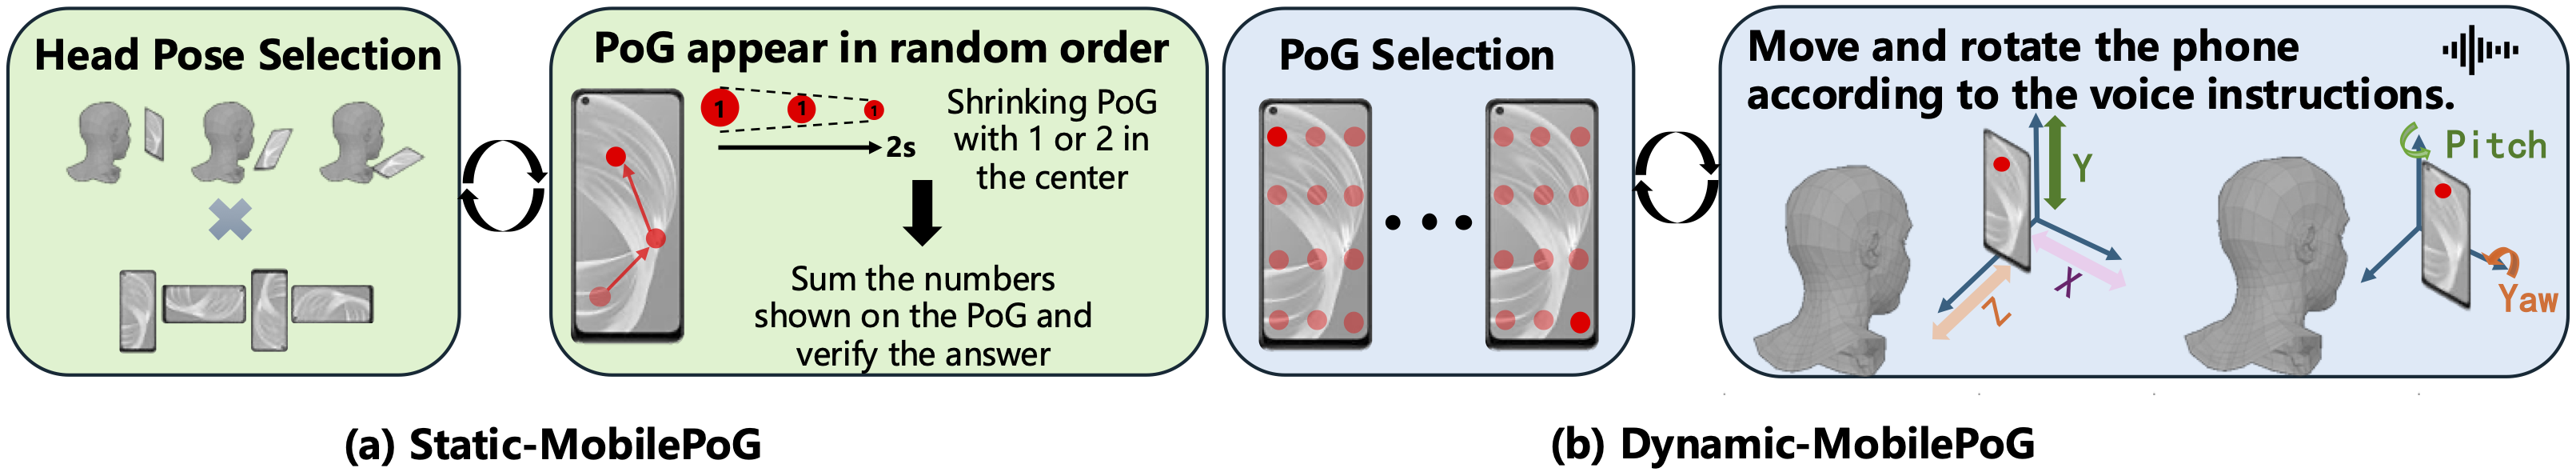 Head Pose Selection
PoG appear in random order
1
1
1
2s
Shrinking PoG
with 1 or 2 in
the center
Sum the numbers
shown on the PoG and
verify the answer
(a) Static-MobilePoG
PoG Selection
Move and rotate the phone
according to the voice instructions.
Y
X
Z
Pitch
Yaw
(b) Dynamic-MobilePoG